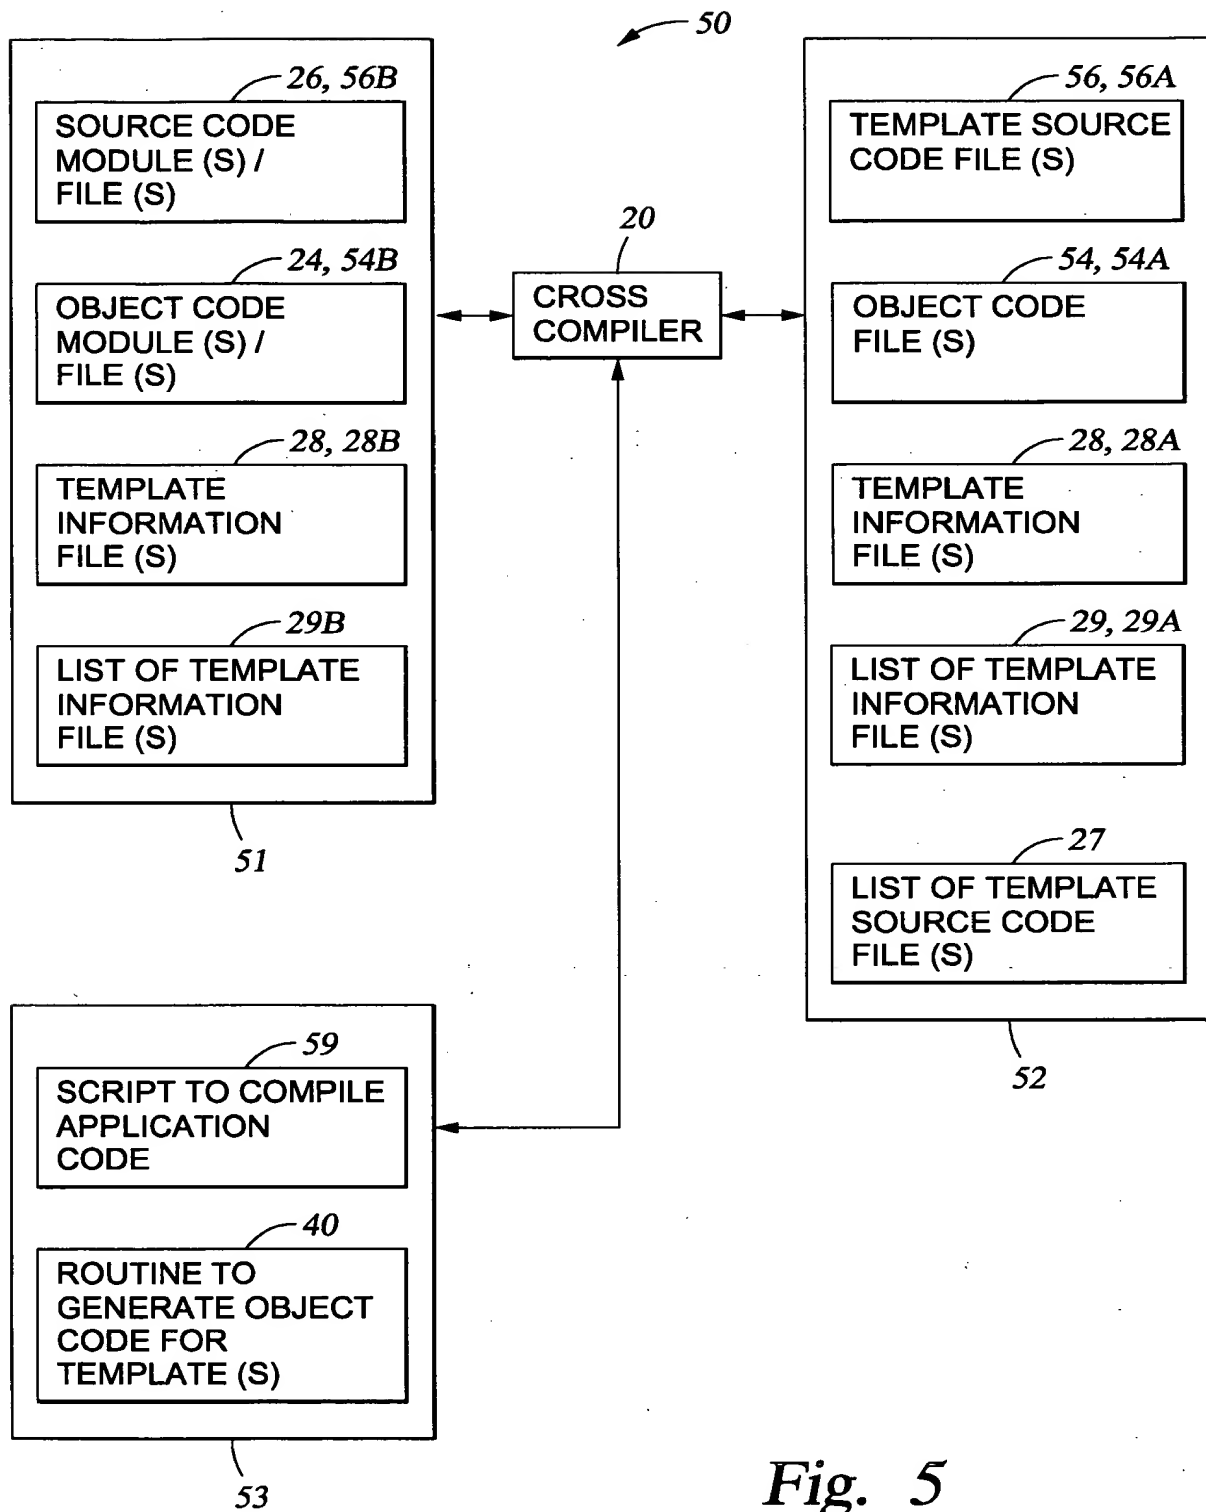 50
26, 56B
SOURCE CODE
MODULE (S) /
FILE (S)
24, 54B
OBJECT CODE
MODULE (S) /
FILE (S)
28, 28B
TEMPLATE
INFORMATION
FILE (S)
29B
LIST OF TEMPLATE
INFORMATION
FILE (S)
51
20
CROSS
COMPILER
56, 56A
TEMPLATE SOURCE
CODE FILE (S)
54, 54A
OBJECT CODE
FILE (S)
28, 28A
TEMPLATE
INFORMATION
FILE (S)
29, 29A
LIST OF TEMPLATE
INFORMATION
FILE (S)
27
LIST OF TEMPLATE
SOURCE CODE
FILE (S)
52
59
SCRIPT TO COMPILE
APPLICATION
CODE
40
ROUTINE TO
GENERATE OBJECT
CODE FOR
TEMPLATE (S)
53
Fig. 5